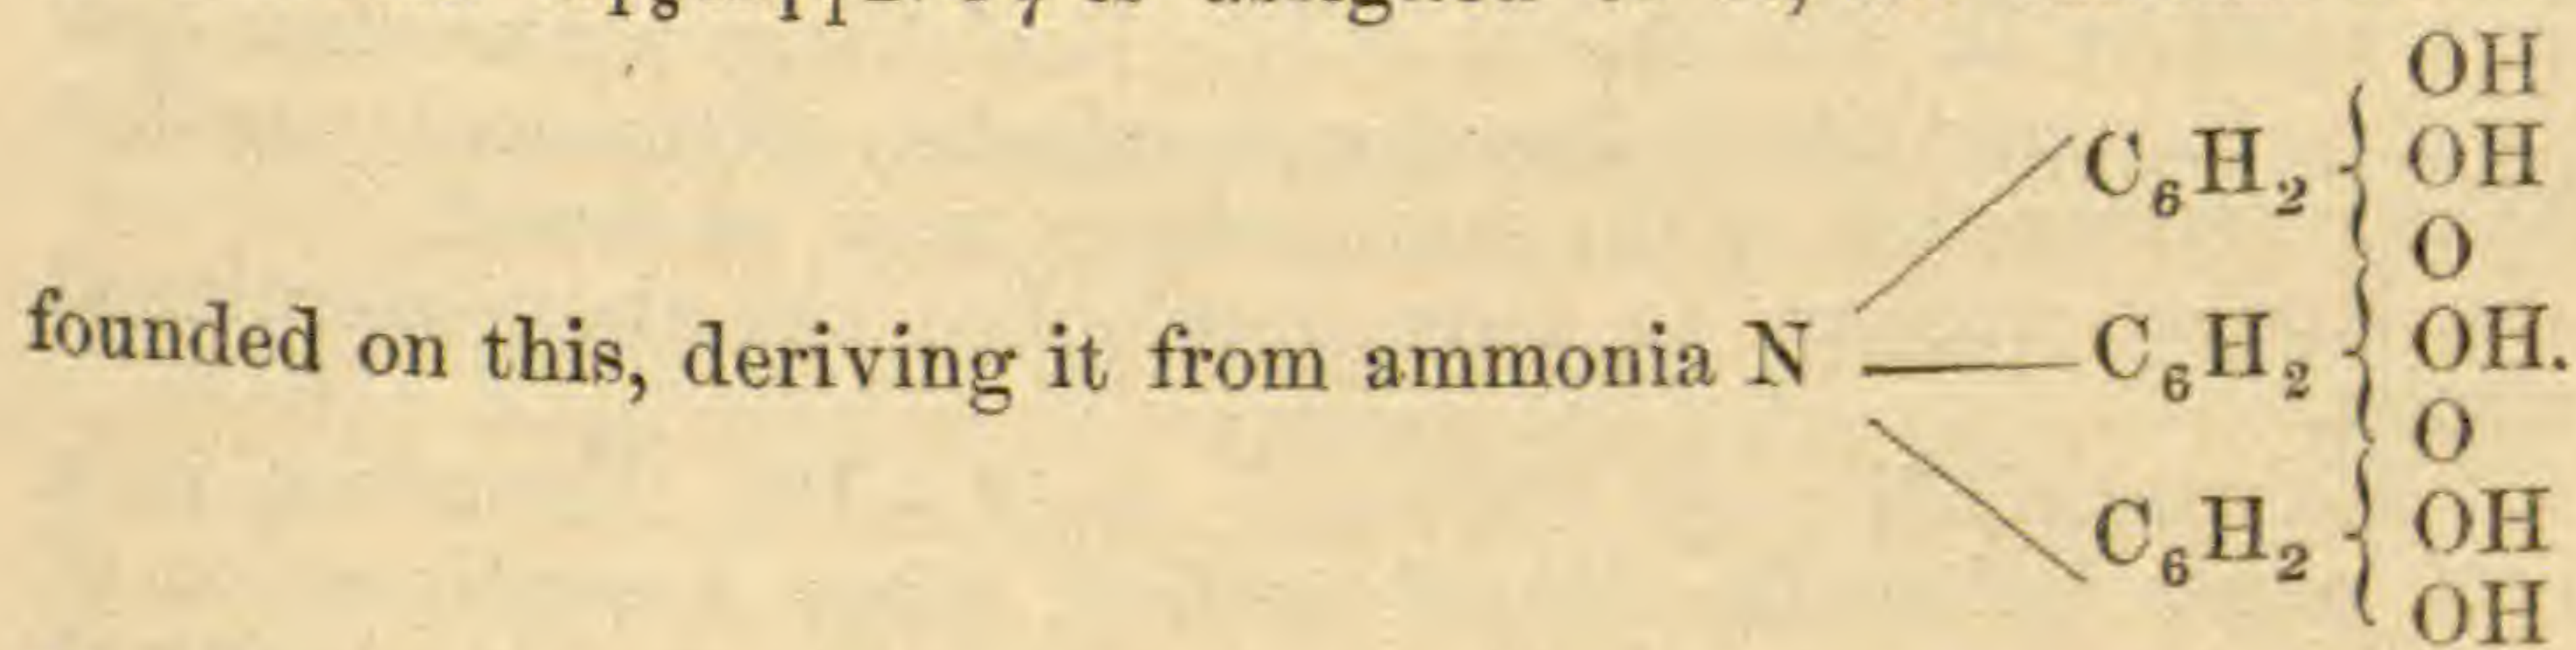 founded on this, deriving it from ammonia N
C₆H₂ { OH
OH
O
C₆H₂ { OH.
O
C₆H₂ { OH
OH